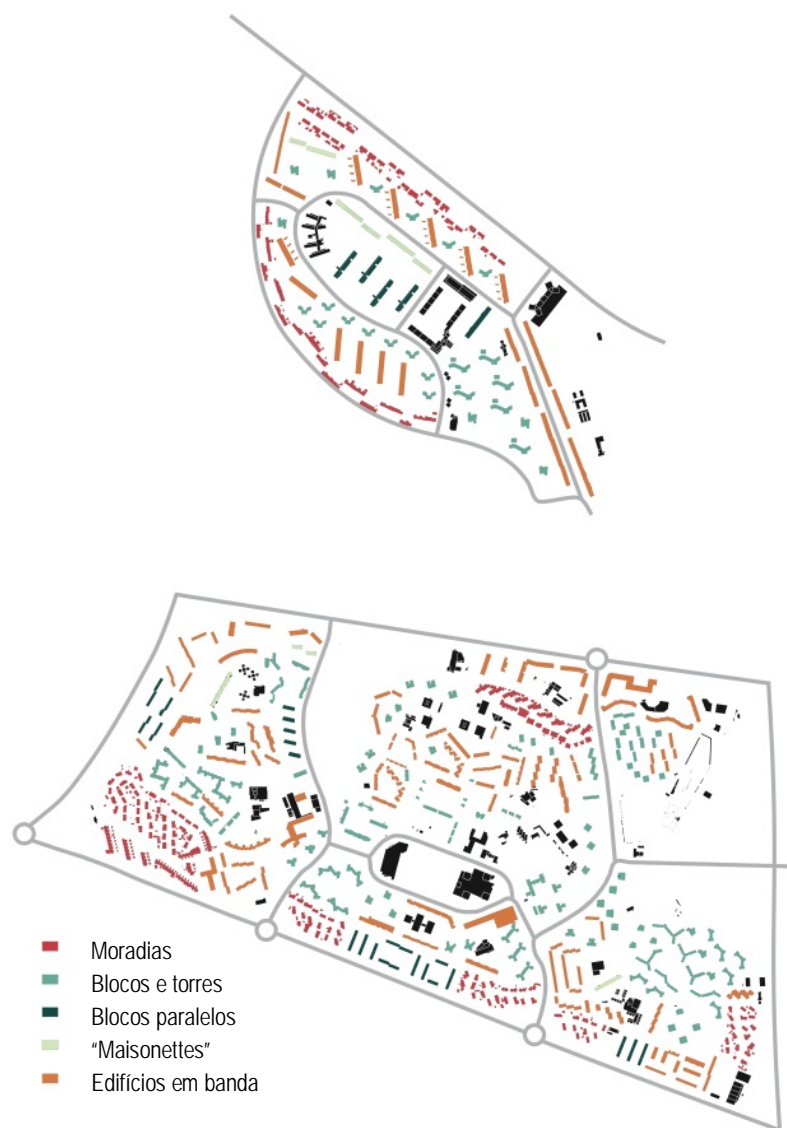 Moradias
Blocos e torres
Blocos paralelos
“Maisonettes”
Edifícios em banda